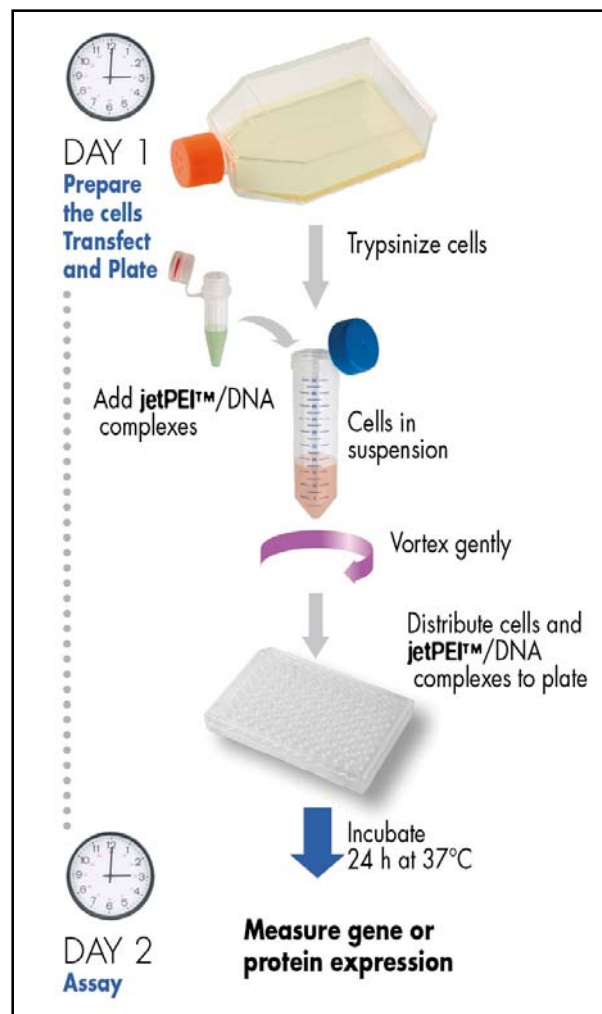 DAY 1
Prepare
the cells
Transfect
and Plate
Trypsinize cells
Add jetPEI™/DNA
complexes
Cells in
suspension
Vortex gently
Distribute cells and
jetPEI™/DNA
complexes to plate
Incubate
24 h at 37°C
DAY 2
Assay
Measure gene or
protein expression